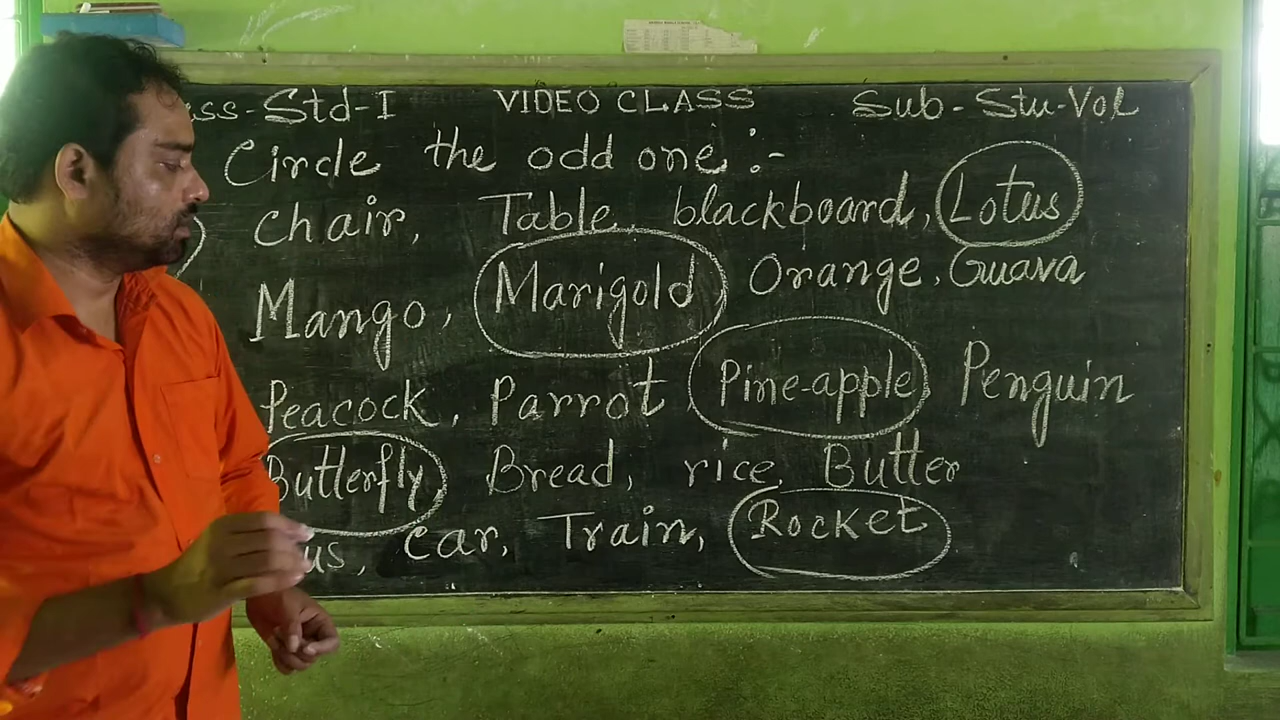 ss-Std-I VIDEO CLASS Sub-Stu-Vol
Circle the odd one :-
Chair, Table, blackboard, Lotus
Mango, Marigold, Orange, Guava
Peacock, Parrot, Pine-apple, Penguin
Butterfly, Bread, rice, Butter
us, car, Train, Rocket